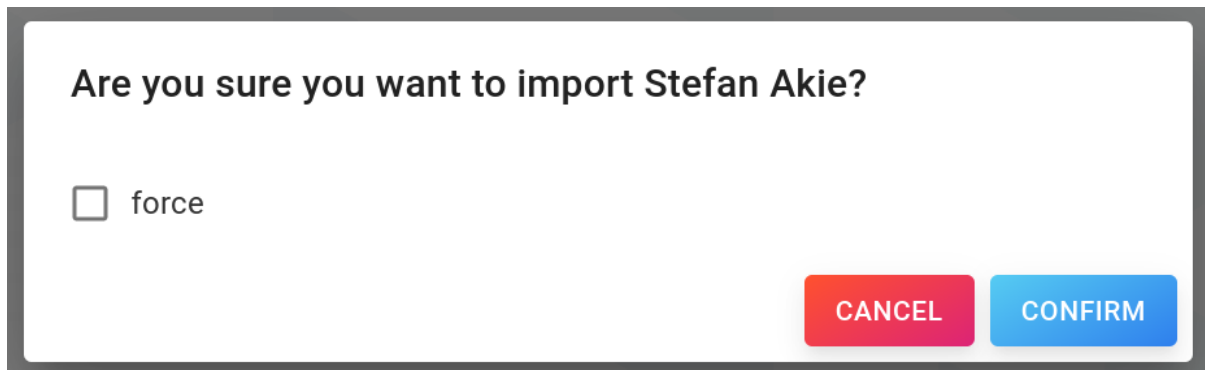 Are you sure you want to import Stefan Akie?
force
CANCEL CONFIRM